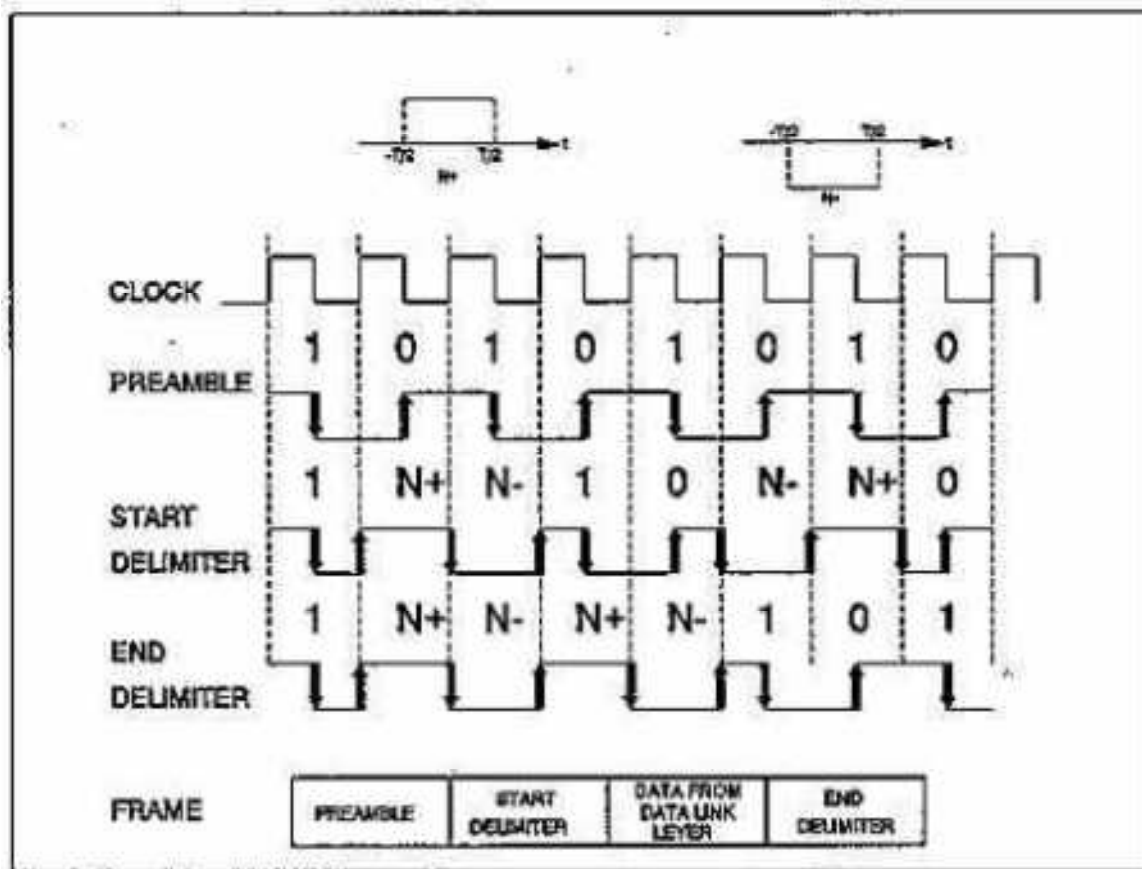 -T/2 T/2 t
N+
-T/2 T/2 t
N-
CLOCK
1 0 1 0 1 0 1 0
PREAMBLE
1 N+ N- 1 0 N- N+ 0
START
DELIMITER
1 N+ N- N+ N- 1 0 1
END
DELIMITER
FRAME
PREAMBLE
START
DELIMITER
DATA FROM
DATA LINK
LEYER
END
DELIMITER